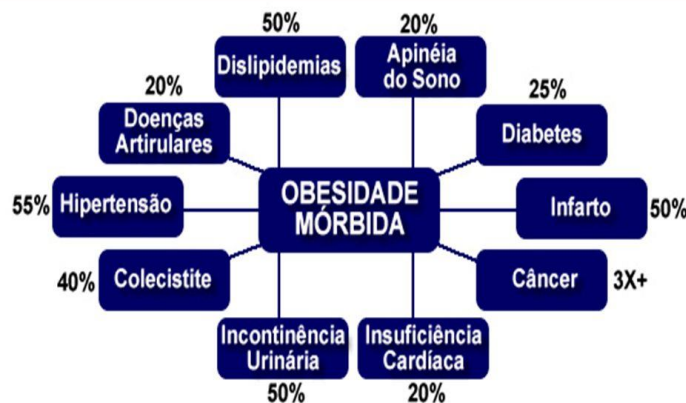 50%
Dislipidemias
20%
Apinéia
do Sono
20%
Doenças
Artirulares
25%
Diabetes
OBESIDADE
MÓRBIDA
55%
Hipertensão
Infarto
50%
40%
Colecistite
Câncer
3X+
Incontinência
Urinária
50%
Insuficiência
Cardíaca
20%